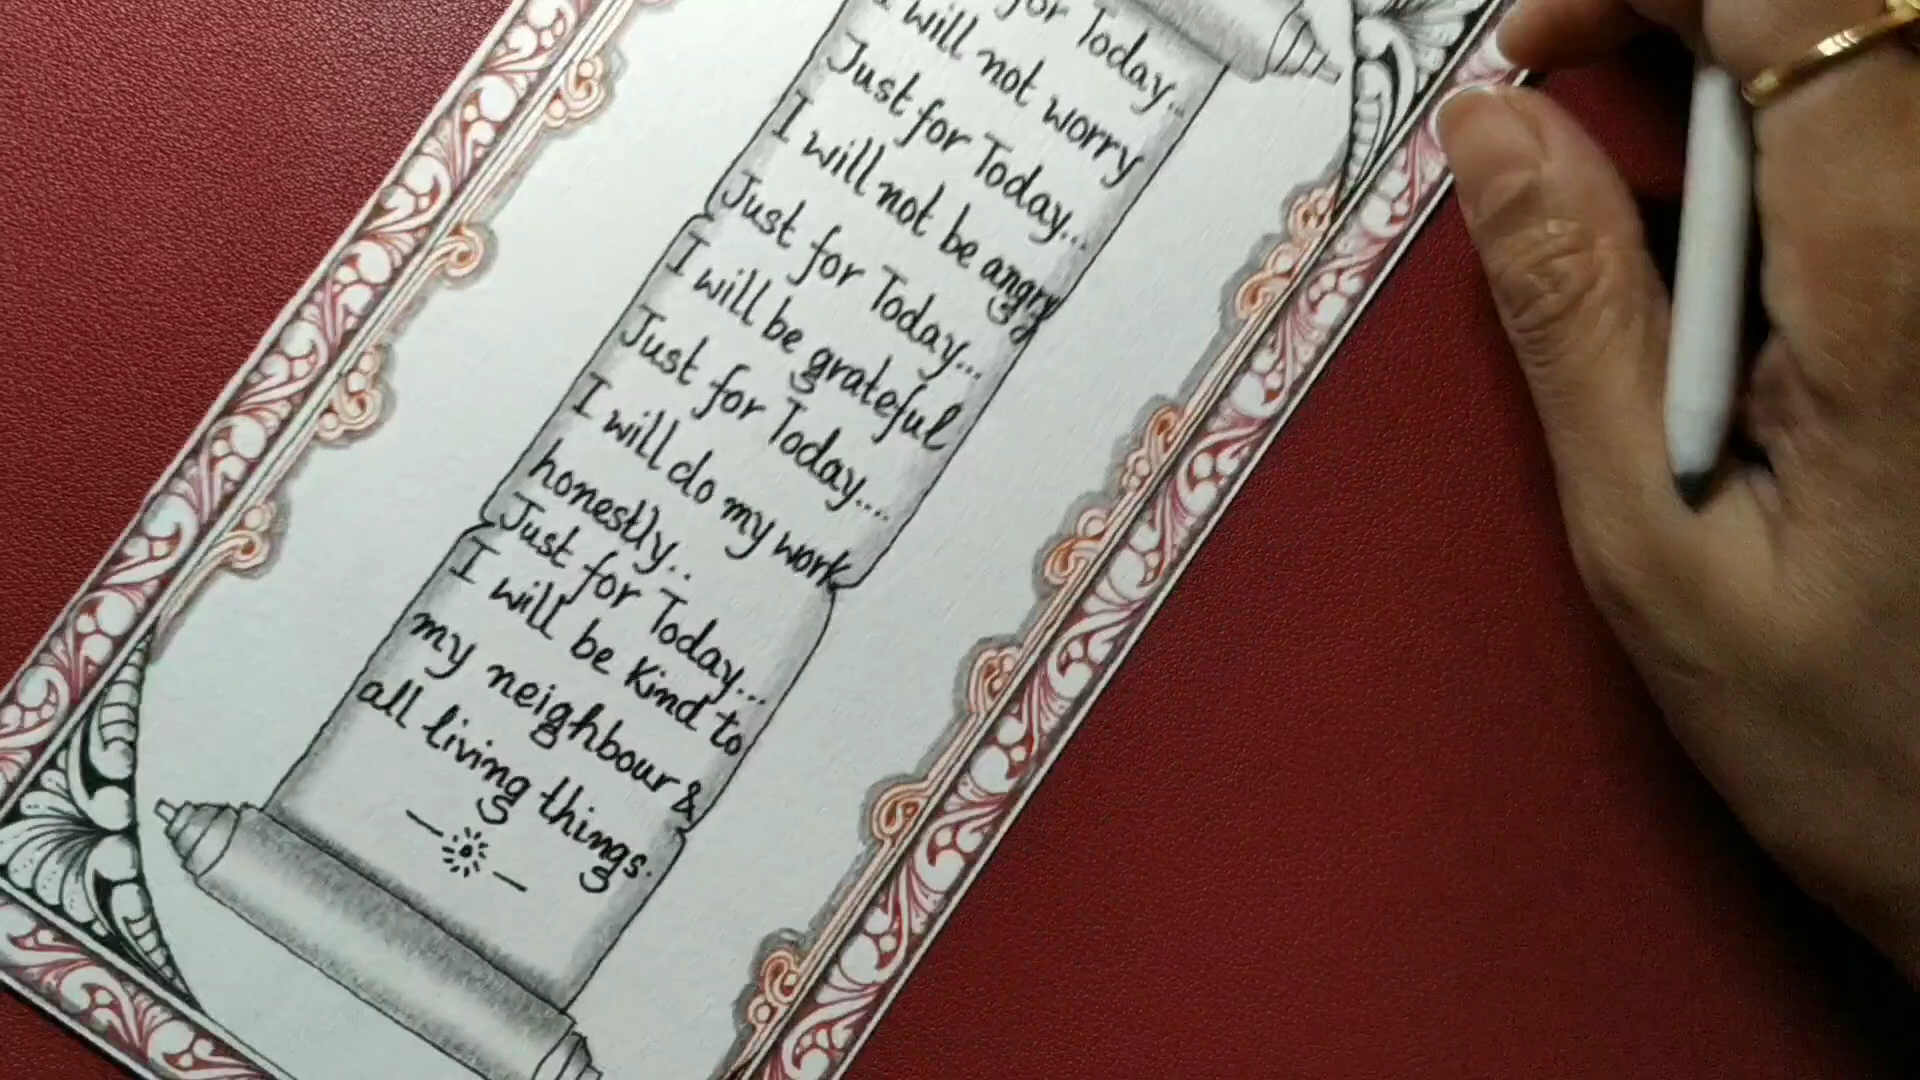 for Today...
I will not worry
Just for Today...
I will not be angry
Just for Today...
I will be grateful
Just for Today....
I will do my work
honestly..
Just for Today...
I will be Kind to
my neighbour &
all living things.